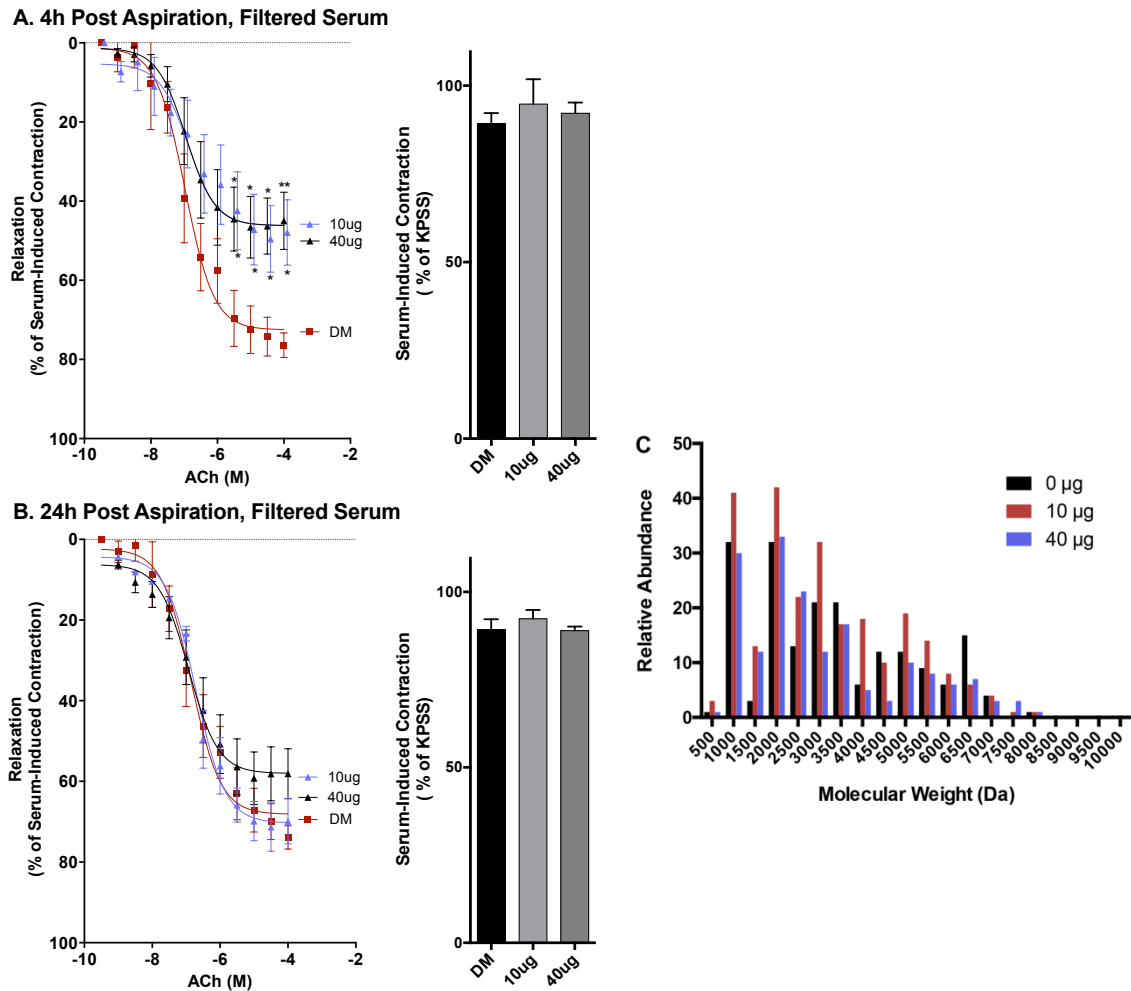 A. 4h Post Aspiration, Filtered Serum
Relaxation
(% of Serum-Induced Contraction)
0
20
40
60
80
100
-10
-8
-6
-4
-2
ACh (M)
*
*
*
**
*
*
*
*
10ug
40ug
DM
Serum-Induced Contraction
( % of KPSS)
100
50
0
DM
10ug
40ug
B. 24h Post Aspiration, Filtered Serum
Relaxation
(% of Serum-Induced Contraction)
0
20
40
60
80
100
-10
-8
-6
-4
-2
ACh (M)
10ug
40ug
DM
Serum-Induced Contraction
( % of KPSS)
100
50
0
DM
10ug
40ug
C
Relative Abundance
50
40
30
20
10
0
0 µg
10 µg
40 µg
500
1000
1500
2000
2500
3000
3500
4000
4500
5000
5500
6000
6500
7000
7500
8000
8500
9000
9500
10000
Molecular Weight (Da)